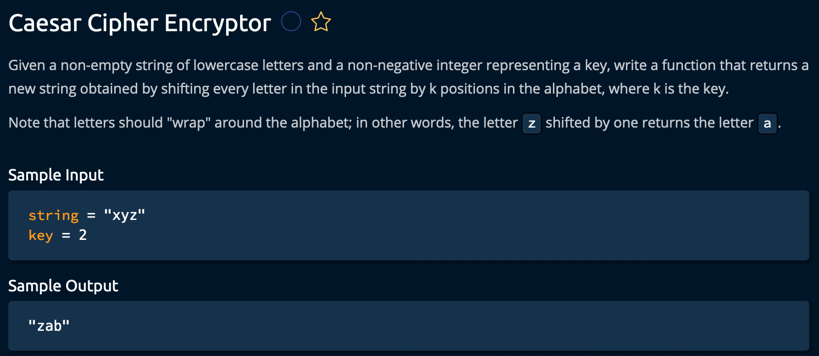 Caesar Cipher Encryptor
Given a non-empty string of lowercase letters and a non-negative integer representing a key, write a function that returns a
new string obtained by shifting every letter in the input string by k positions in the alphabet, where k is the key.
Note that letters should "wrap" around the alphabet; in other words, the letter z shifted by one returns the letter a.
Sample Input
string = "xyz"
key = 2
Sample Output
"zab"